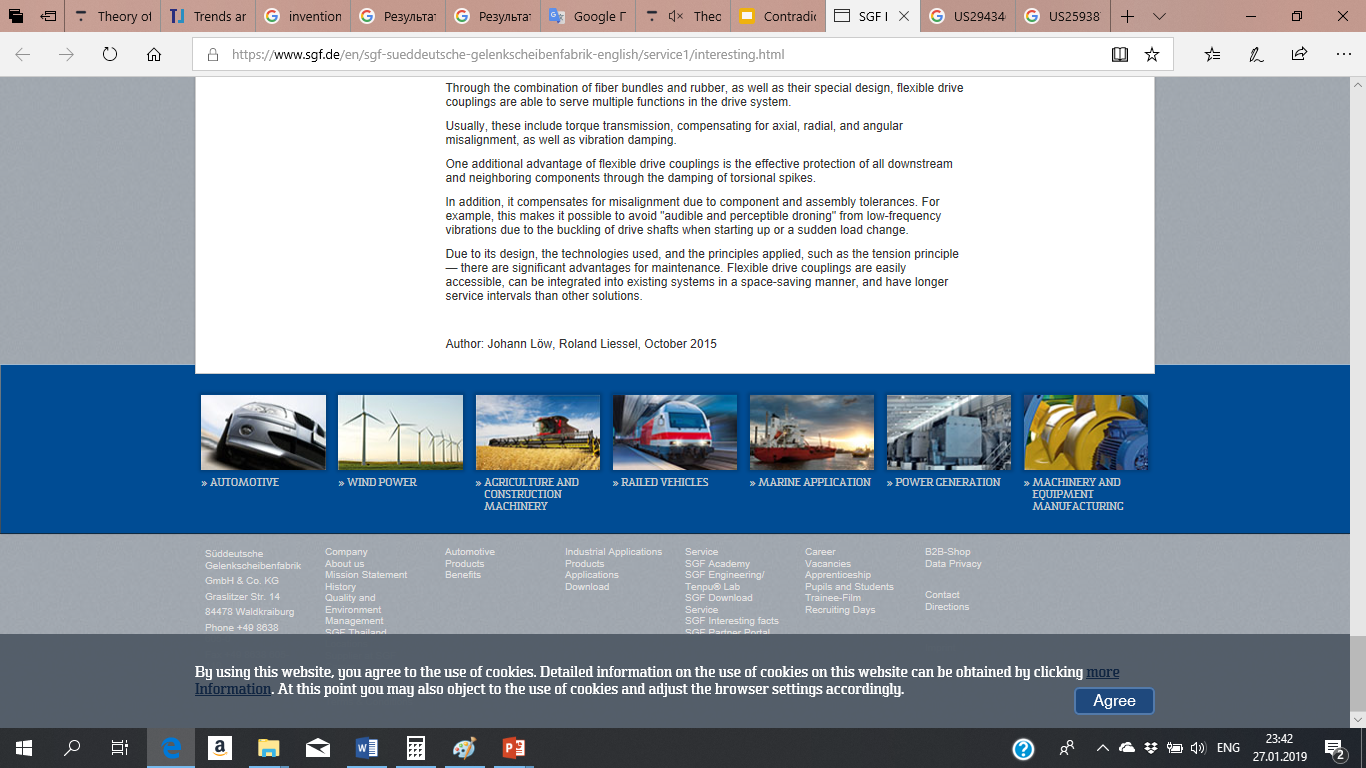 Theory of
Trends ar
invention
Результат
Результат
Google П
Theo
Contradic
SGF I
US29434
US25938
https://www.sgf.de/en/sgf-sueddeutsche-gelenkscheibenfabrik-english/service1/interesting.html
Through the combination of fiber bundles and rubber, as well as their special design, flexible drive
couplings are able to serve multiple functions in the drive system.
Usually, these include torque transmission, compensating for axial, radial, and angular
misalignment, as well as vibration damping.
One additional advantage of flexible drive couplings is the effective protection of all downstream
and neighboring components through the damping of torsional spikes.
In addition, it compensates for misalignment due to component and assembly tolerances. For
example, this makes it possible to avoid "audible and perceptible droning" from low-frequency
vibrations due to the buckling of drive shafts when starting up or a sudden load change.
Due to its design, the technologies used, and the principles applied, such as the tension principle
— there are significant advantages for maintenance. Flexible drive couplings are easily
accessible, can be integrated into existing systems in a space-saving manner, and have longer
service intervals than other solutions.
Author: Johann Löw, Roland Liessel, October 2015
» AUTOMOTIVE
» WIND POWER
» AGRICULTURE AND
CONSTRUCTION
MACHINERY
» RAILED VEHICLES
» MARINE APPLICATION
» POWER GENERATION
» MACHINERY AND
EQUIPMENT
MANUFACTURING
Süddeutsche
Gelenkscheibenfabrik
GmbH & Co. KG
Graslitzer Str. 14
84478 Waldkraiburg
Phone +49 8638
Company
About us
Mission Statement
History
Quality and
Environment
Management
SGF Thailand
Automotive
Products
Benefits
Industrial Applications
Products
Applications
Download
Service
SGF Academy
SGF Engineering/
Tenpu® Lab
SGF Download
Service
SGF Interesting facts
SGF Partner Portal
Career
Vacancies
Apprenticeship
Pupils and Students
Trainee-Film
Recruiting Days
B2B-Shop
Data Privacy
Contact
Directions
By using this website, you agree to the use of cookies. Detailed information on the use of cookies on this website can be obtained by clicking more
Information. At this point you may also object to the use of cookies and adjust the browser settings accordingly.
Agree
ENG
23:42
27.01.2019
2